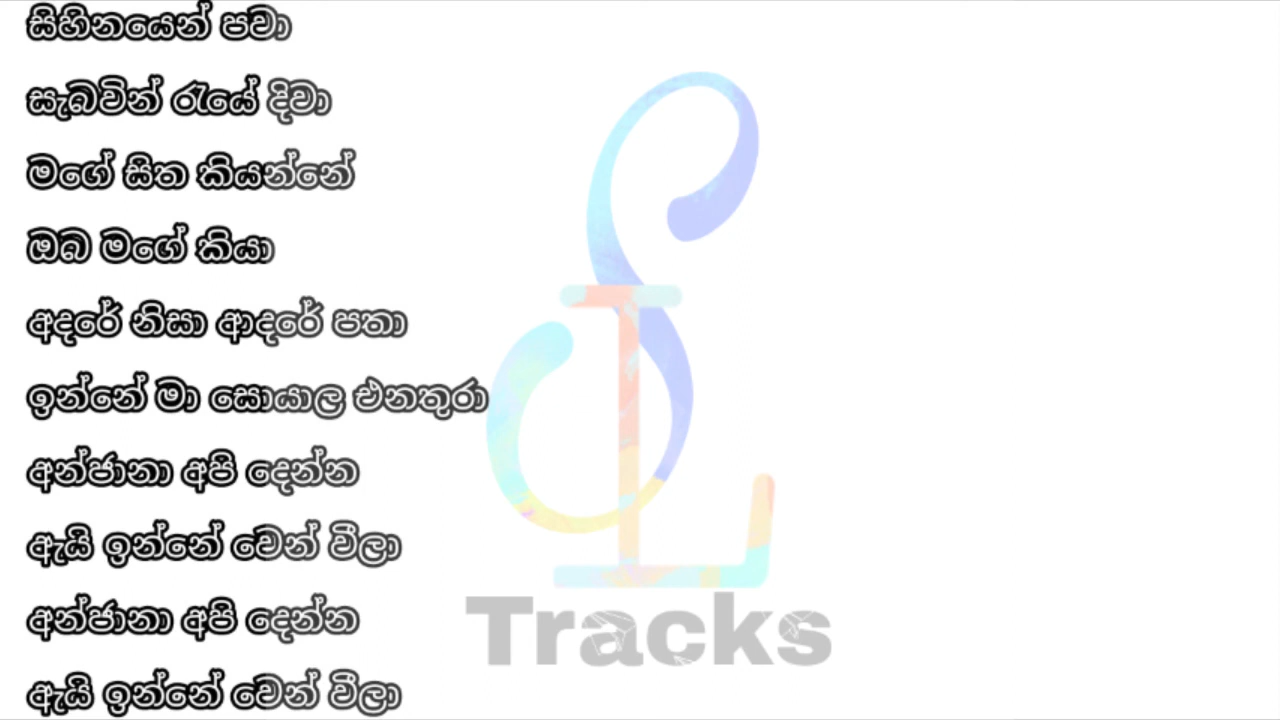 සිහිනයෙන් පවා
සැබවින් රැයේ දිවා
මගේ සිත කියන්නේ
ඔබ මගේ කියා
අදරේ නිසා ආදරේ පතා
ඉන්නේ මා සොයාල එනතුරා
අන්ජානා අපි දෙන්න
ඇයි ඉන්නේ වෙන් වීලා
අන්ජානා අපි දෙන්න
ඇයි ඉන්නේ වෙන් වීලා
SL
Tracks